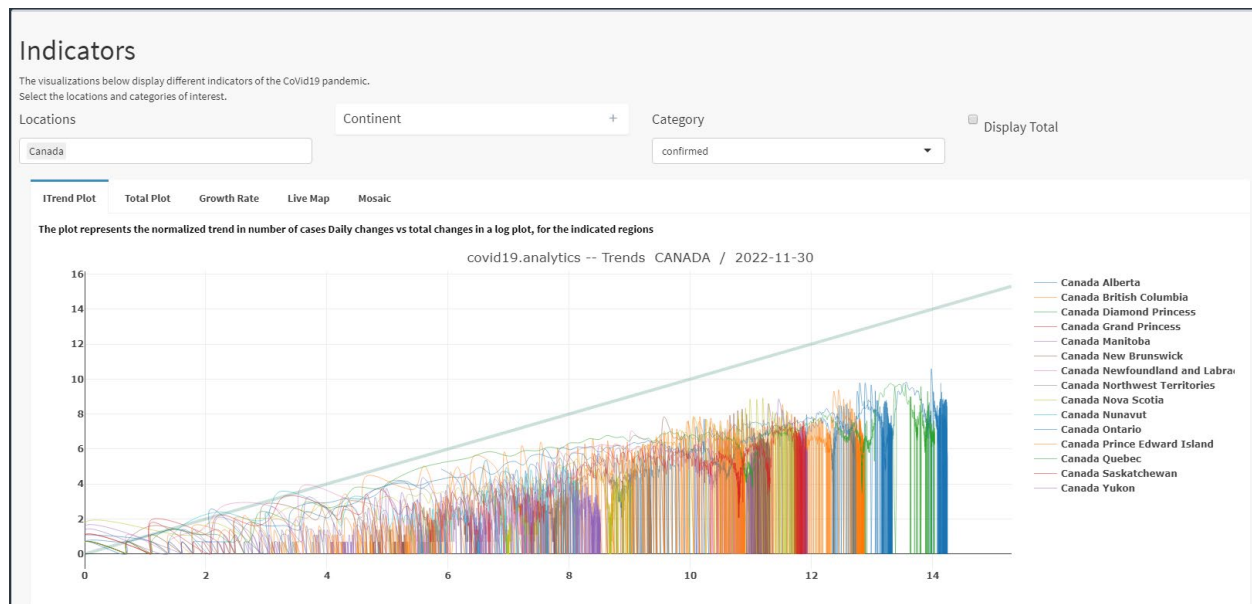 Indicators
The visualizations below display different indicators of the CoVid19 pandemic.
Select the locations and categories of interest.
Locations
Continent +
Category
Display Total
Canada
confirmed
ITrend Plot Total Plot Growth Rate Live Map Mosaic
The plot represents the normalized trend in number of cases Daily changes vs total changes in a log plot, for the indicated regions
covid19.analytics -- Trends CANADA / 2022-11-30
16
14
12
10
8
6
4
2
0
0 2 4 6 8 10 12 14
Canada Alberta
Canada British Columbia
Canada Diamond Princess
Canada Grand Princess
Canada Manitoba
Canada New Brunswick
Canada Newfoundland and Labra
Canada Northwest Territories
Canada Nova Scotia
Canada Nunavut
Canada Ontario
Canada Prince Edward Island
Canada Quebec
Canada Saskatchewan
Canada Yukon